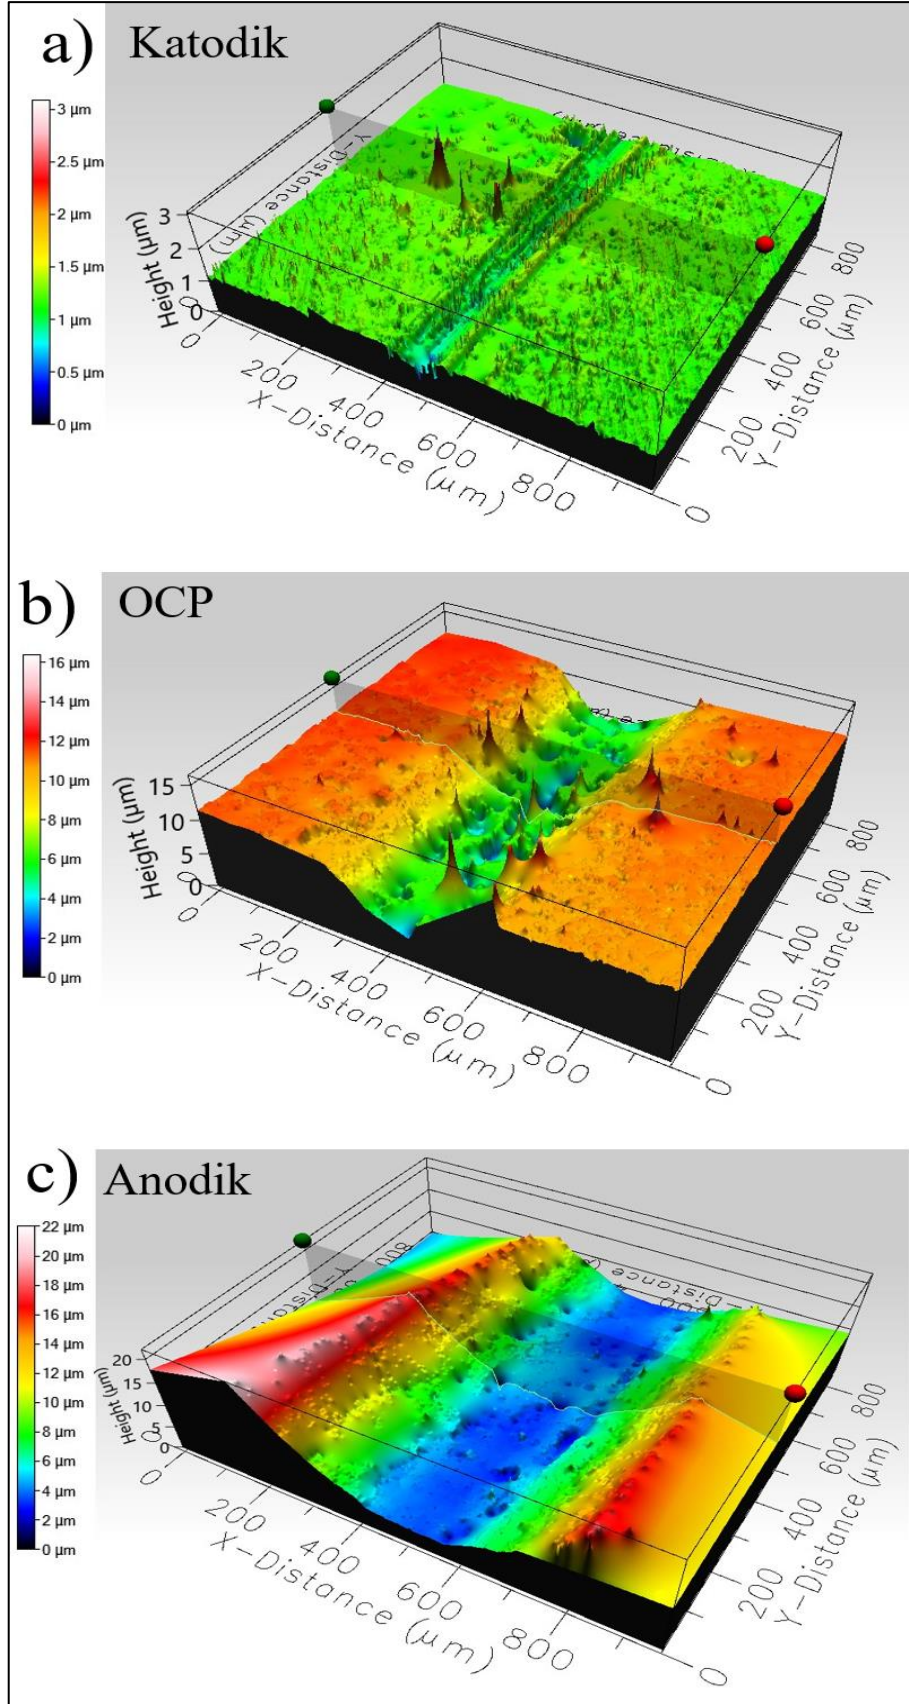 a) Katodik
3 µm
2.5 µm
2 µm
1.5 µm
1 µm
0.5 µm
0 µm
Y-Distance (µm)
Height (µm)
3
2
1
0
0
200
400
600
800
X-Distance (µm)
0
200
400
600
800
Y-Distance (µm)
b) OCP
16 µm
14 µm
12 µm
10 µm
8 µm
6 µm
4 µm
2 µm
0 µm
Height (µm)
15
10
5
0
0
200
400
600
800
X-Distance (µm)
0
200
400
600
800
Y-Distance (µm)
c) Anodik
22 µm
20 µm
18 µm
16 µm
14 µm
12 µm
10 µm
8 µm
6 µm
4 µm
2 µm
0 µm
Height (µm)
20
15
10
5
0
0
200
400
600
800
X-Distance (µm)
0
200
400
600
800
Y-Distance (µm)